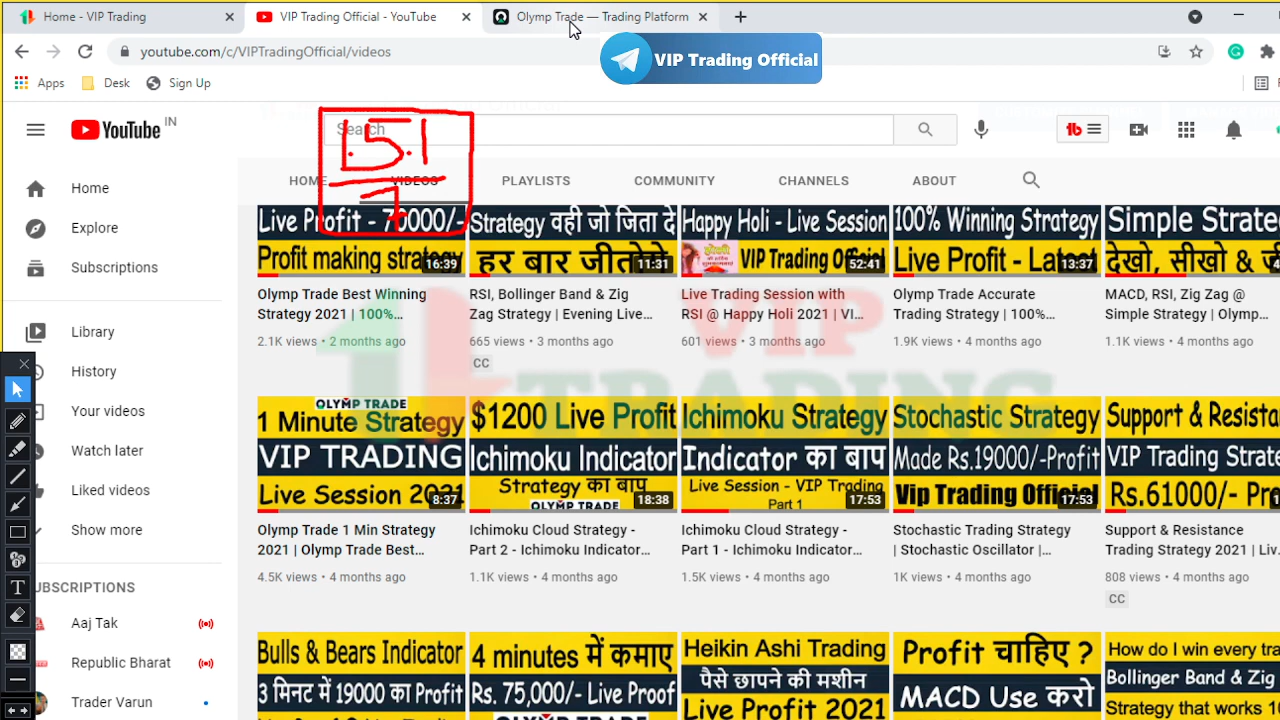 Home - VIP Trading
VIP Trading Official - YouTube
Olymp Trade — Trading Platform
youtube.com/c/VIPTradingOfficial/videos
VIP Trading Official
Apps
Desk
Sign Up
YouTube IN
Search
HOME
VIDEOS
PLAYLISTS
COMMUNITY
CHANNELS
ABOUT
Home
Explore
Subscriptions
Library
History
Your videos
Watch later
Liked videos
Show more
SUBSCRIPTIONS
Aaj Tak
Republic Bharat
Trader Varun
Live Profit - 70000/-
Profit making strategy
16:39
Olymp Trade Best Winning
Strategy 2021 | 100%...
2.1K views • 2 months ago
Strategy वही जो जिता दे
हर बार जीतोगे
11:31
RSI, Bollinger Band & Zig
Zag Strategy | Evening Live...
665 views • 3 months ago
CC
Happy Holi - Live Session
VIP Trading Official
52:41
Live Trading Session with
RSI @ Happy Holi 2021 | VI...
601 views • 3 months ago
100% Winning Strategy
Live Profit - Latest
13:37
Olymp Trade Accurate
Trading Strategy | 100%...
1.9K views • 4 months ago
Simple Strate
देखो, सीखो &
MACD, RSI, Zig Zag @
Simple Strategy | Olymp...
1.1K views • 4 months ago
VIP
TRADING
OLYMP TRADE
1 Minute Strategy
VIP TRADING
Live Session 2021
8:37
Olymp Trade 1 Min Strategy
2021 | Olymp Trade Best...
4.5K views • 4 months ago
$1200 Live Profit
Ichimoku Indicator
Strategy का बाप
OLYMP TRADE
18:38
Ichimoku Cloud Strategy -
Part 2 - Ichimoku Indicator...
1.1K views • 4 months ago
Ichimoku Strategy
Indicator का बाप
Live Session - VIP Trading
Part 1
17:53
Ichimoku Cloud Strategy -
Part 1 - Ichimoku Indicator...
1.5K views • 4 months ago
Stochastic Strategy
Made Rs.19000/-Profit
Vip Trading Official
17:53
Stochastic Trading Strategy
| Stochastic Oscillator |...
1K views • 4 months ago
Support & Resista
VIP Trading Strate
Rs.61000/- Pro
Support & Resistance
Trading Strategy 2021 | Liv...
808 views • 4 months ago
CC
Bulls & Bears Indicator
3 मिनट में 19000 का Profit
4 minutes में कमाए
Rs. 75,000/- Live Proof
OLYMP TRADE
Heikin Ashi Trading
पैसे छापने की मशीन
Live Profit 2021
Profit चाहिए ?
MACD Use करो
How do I win every tra
Bollinger Band & Zig
Strategy that works 10